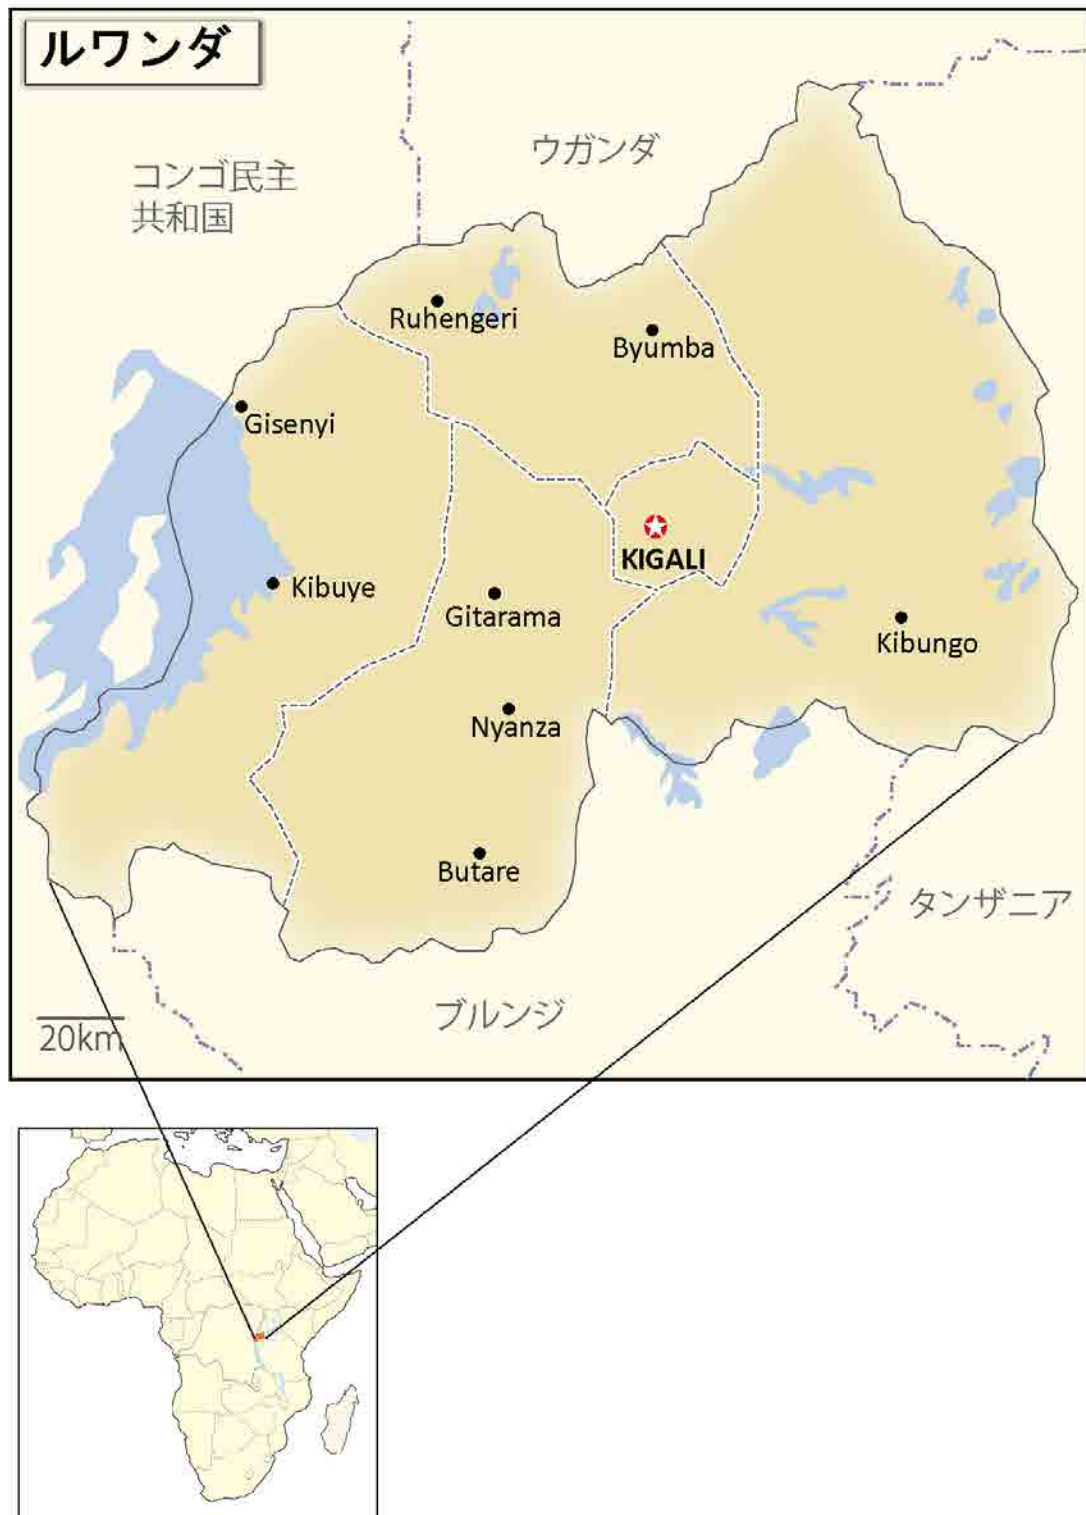 ルワンダ
ウガンダ
コンゴ民主
共和国
Ruhengeri
Byumba
Gisenyi
KIGALI
Kibuye
Gitarama
Kibungo
Nyanza
Butare
タンザニア
ブルンジ
20km